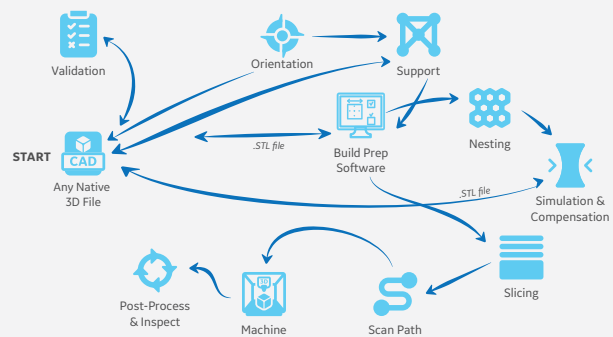 Validation
Orientation
Support
START
CAD
Any Native
3D File
.STL file
Build Prep
Software
Nesting
.STL file
Simulation &
Compensation
Slicing
Post-Process
& Inspect
3D
Machine
Scan Path